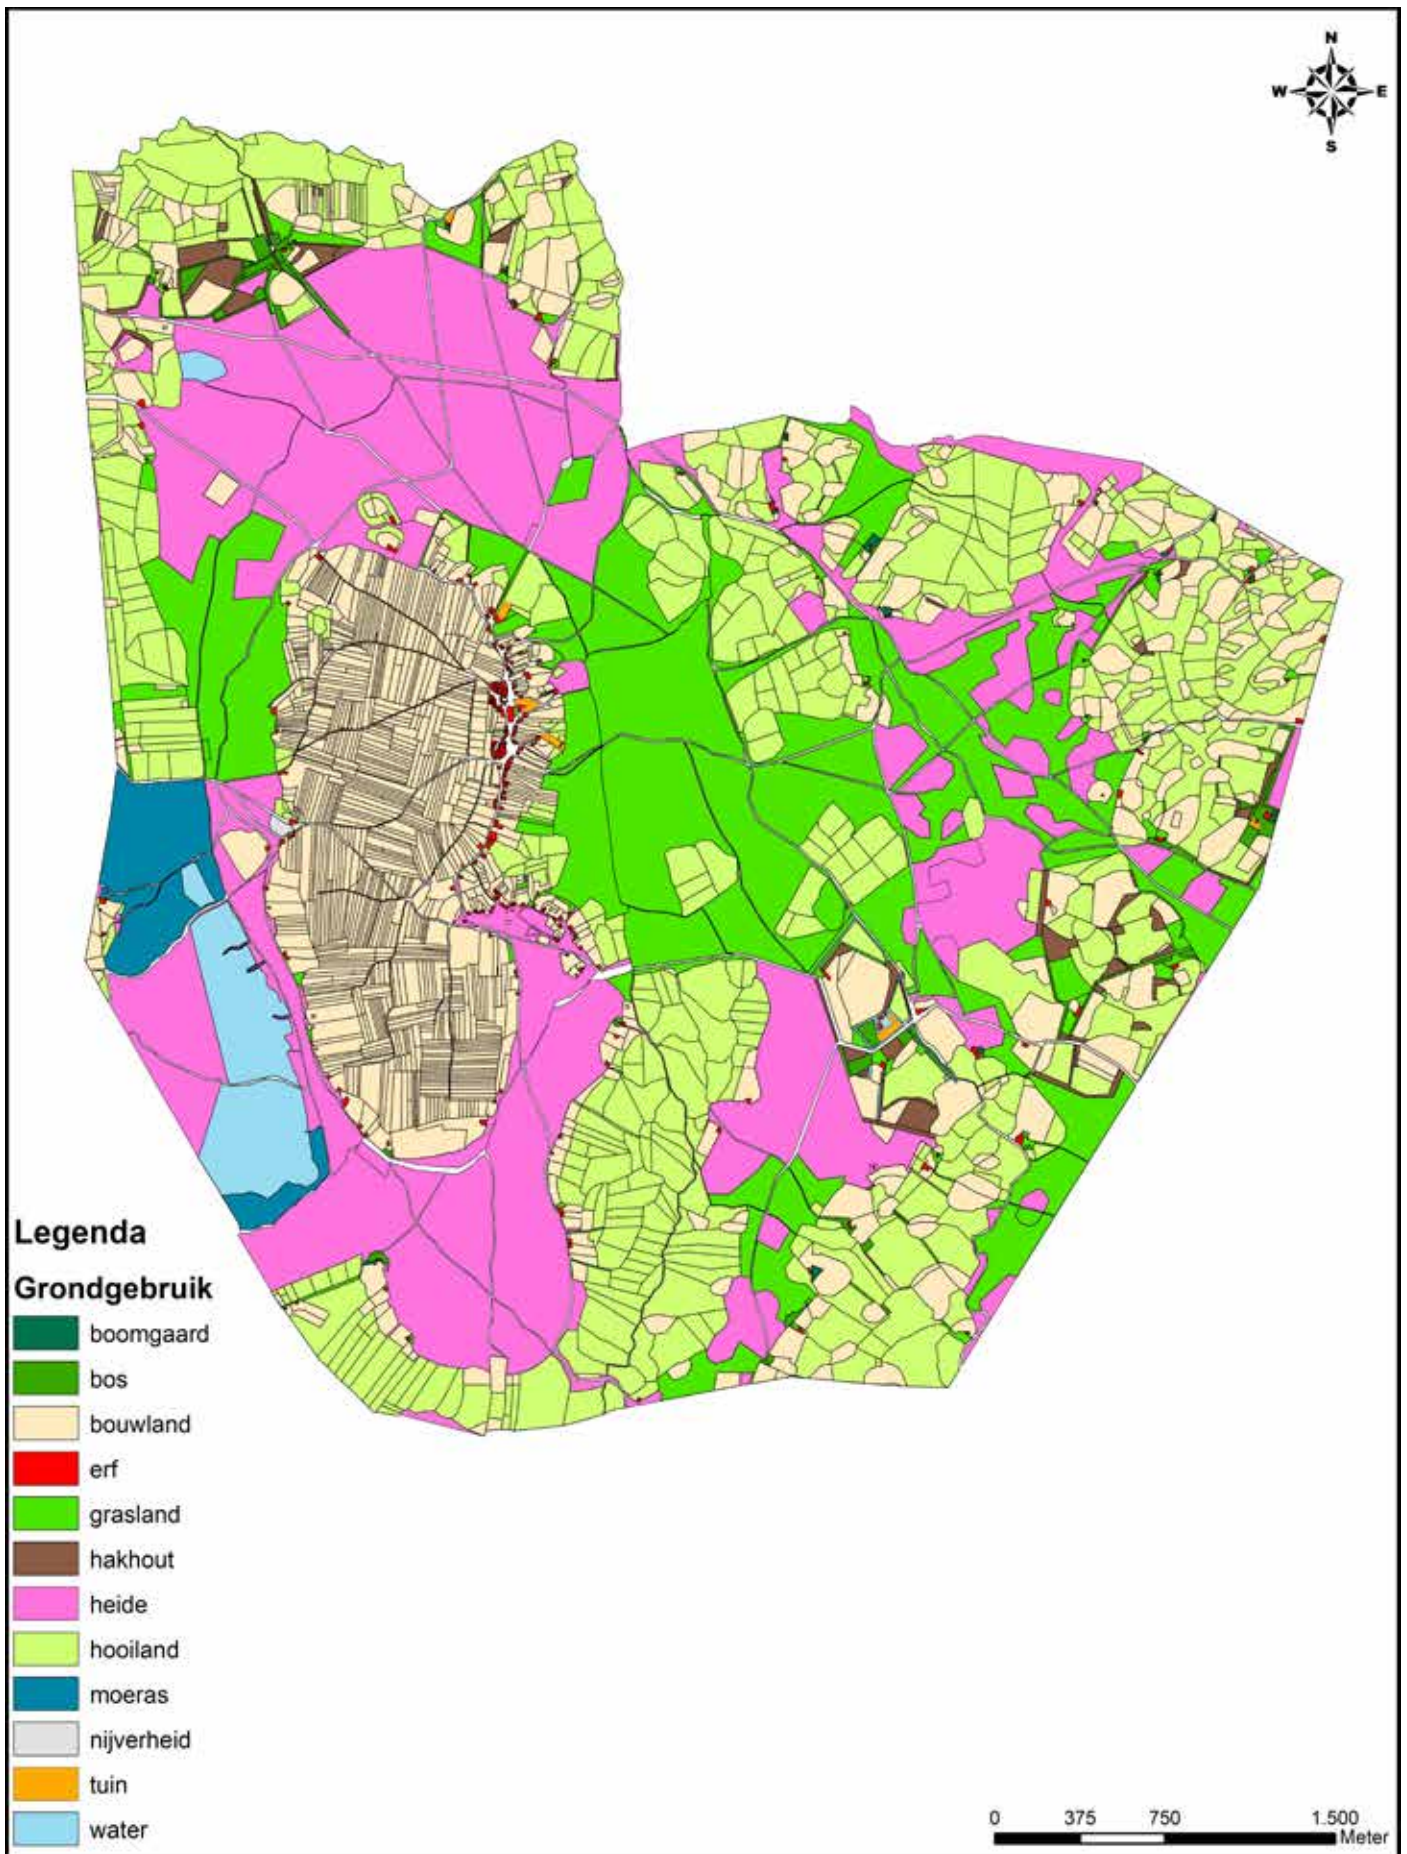 N
W E
S
Legenda
Grondgebruik
boomgaard
bos
bouwland
erf
grasland
hakhout
heide
hooiland
moeras
nijverheid
tuin
water
0 375 750 1.500
Meter